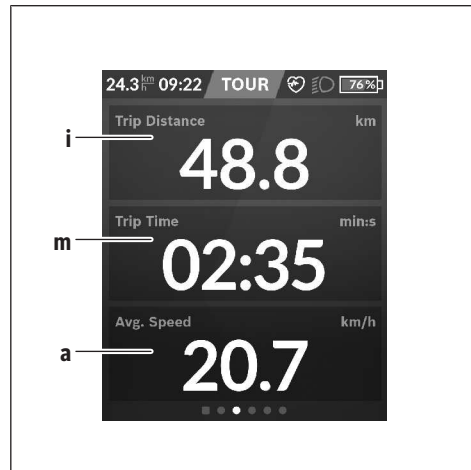 24.3 km/h 09:22 TOUR 76%
Trip Distance km
i
48.8
Trip Time min:s
m
02:35
Avg. Speed km/h
a
20.7